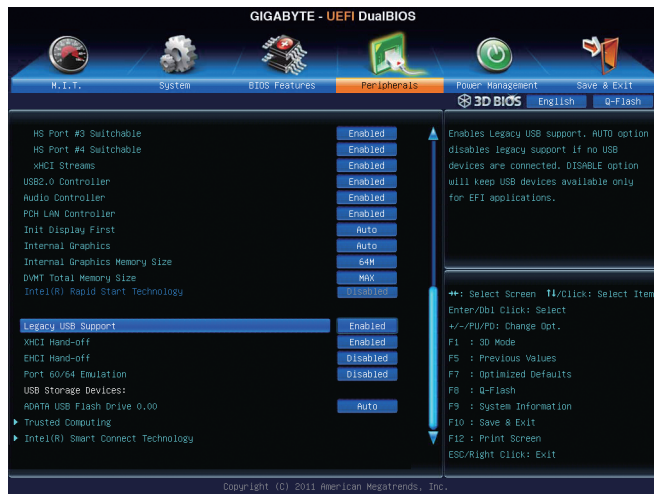 GIGABYTE - UEFI DualBIOS
M.I.T.
System
BIOS Features
Peripherals
Power Management
Save & Exit
3D BIOS
English
Q-Flash
HS Port #3 Switchable Enabled
HS Port #4 Switchable Enabled
xHCI Streams Enabled
USB2.0 Controller Enabled
Audio Controller Enabled
PCH LAN Controller Enabled
Init Display First Auto
Internal Graphics Auto
Internal Graphics Memory Size 64M
DVMT Total Memory Size MAX
Intel(R) Rapid Start Technology Disabled
Legacy USB Support Enabled
XHCI Hand-off Enabled
EHCI Hand-off Disabled
Port 60/64 Emulation Disabled
USB Storage Devices:
ADATA USB Flash Drive 0.00 Auto
Trusted Computing
Intel(R) Smart Connect Technology
Enables Legacy USB support. AUTO option
disables legacy support if no USB
devices are connected. DISABLE option
will keep USB devices available only
for EFI applications.
→←: Select Screen ↑↓/Click: Select Item
Enter/Dbl Click: Select
+/-/PU/PD: Change Opt.
F1 : 3D Mode
F5 : Previous Values
F7 : Optimized Defaults
F8 : Q-Flash
F9 : System Information
F10 : Save & Exit
F12 : Print Screen
ESC/Right Click: Exit
Copyright (C) 2011 American Megatrends, Inc.